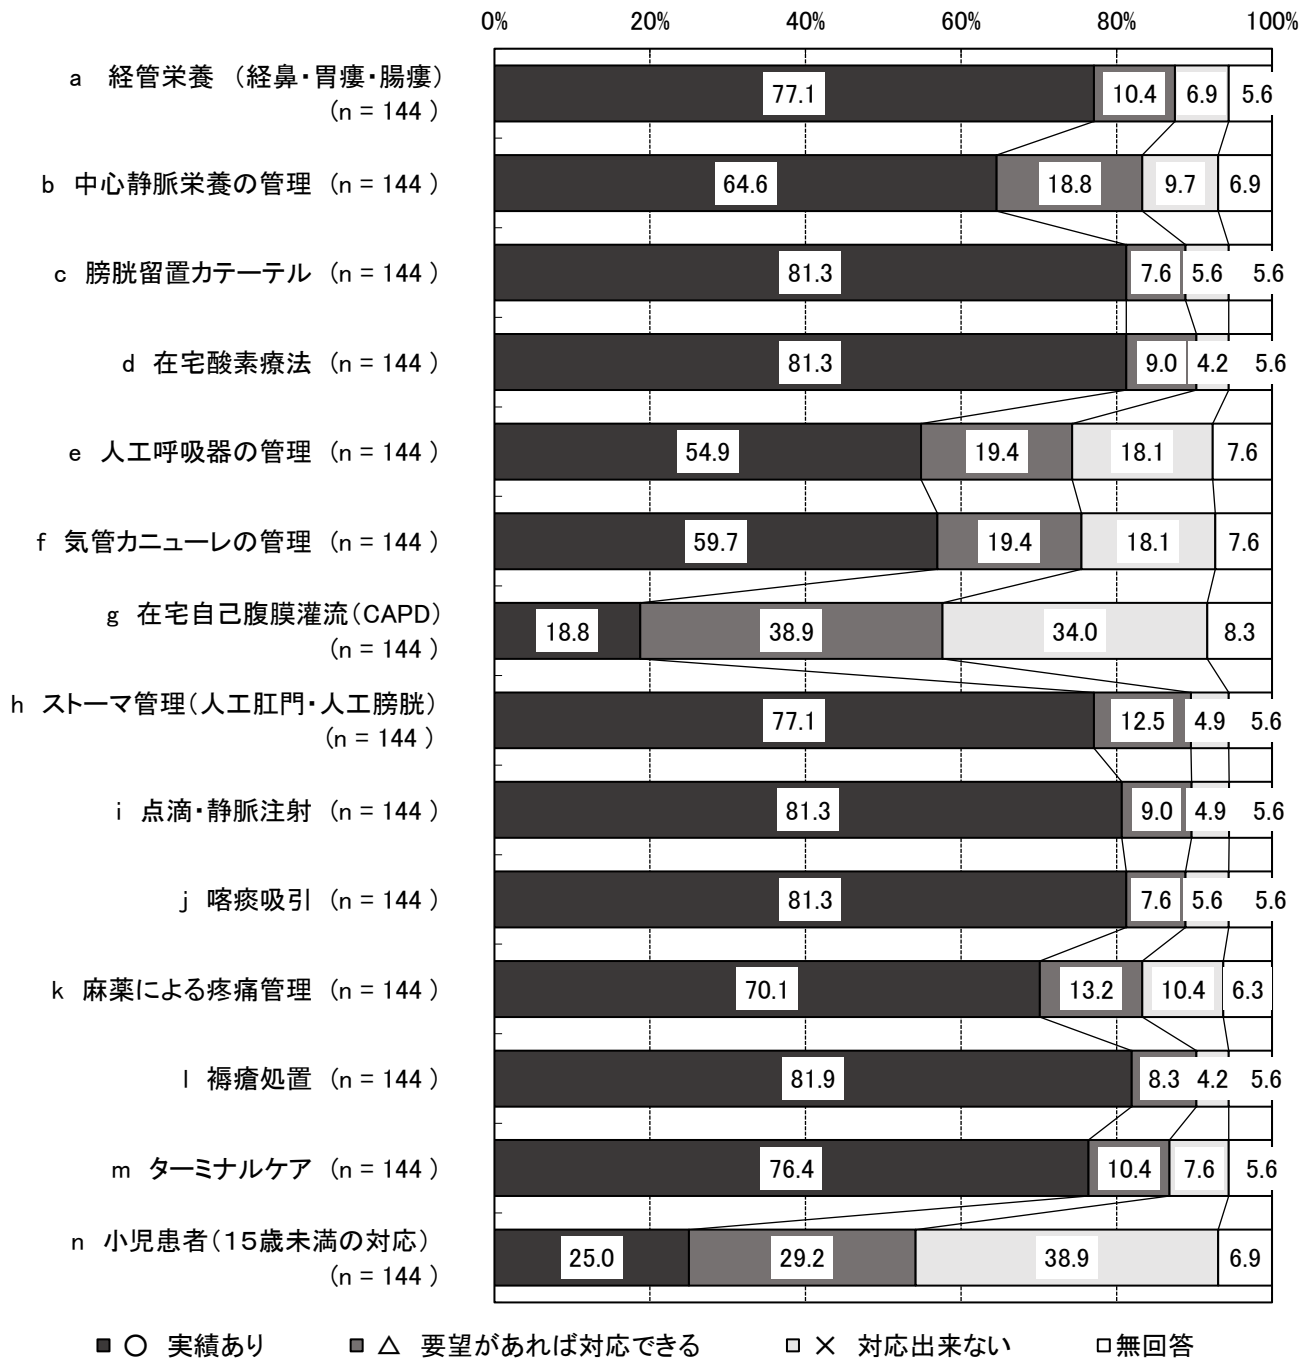 0% 20% 40% 60% 80% 100%
a 経管栄養 (経鼻・胃瘻・腸瘻)
(n = 144 )
77.1 10.4 6.9 5.6
b 中心静脈栄養の管理 (n = 144 )
64.6 18.8 9.7 6.9
c 膀胱留置カテーテル (n = 144 )
81.3 7.6 5.6 5.6
d 在宅酸素療法 (n = 144 )
81.3 9.0 4.2 5.6
e 人工呼吸器の管理 (n = 144 )
54.9 19.4 18.1 7.6
f 気管カニューレの管理 (n = 144 )
59.7 19.4 18.1 7.6
g 在宅自己腹膜灌流(CAPD)
(n = 144 )
18.8 38.9 34.0 8.3
h ストーマ管理(人工肛門・人工膀胱)
(n = 144 )
77.1 12.5 4.9 5.6
i 点滴・静脈注射 (n = 144 )
81.3 9.0 4.9 5.6
j 喀痰吸引 (n = 144 )
81.3 7.6 5.6 5.6
k 麻薬による疼痛管理 (n = 144 )
70.1 13.2 10.4 6.3
l 褥瘡処置 (n = 144 )
81.9 8.3 4.2 5.6
m ターミナルケア (n = 144 )
76.4 10.4 7.6 5.6
n 小児患者(15歳未満の対応)
(n = 144 )
25.0 29.2 38.9 6.9
○ 実績あり △ 要望があれば対応できる × 対応出来ない 無回答